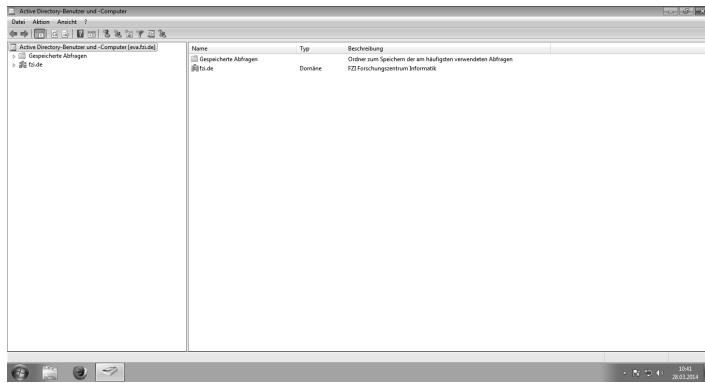 Active Directory-Benutzer und -Computer
Datei Aktion Ansicht ?
Active Directory-Benutzer und -Computer [eva.fzi.de]
Gespeicherte Abfragen
fzi.de
Name Typ Beschreibung
Gespeicherte Abfragen Ordner zum Speichern der am häufigsten verwendeten Abfragen
fzi.de Domäne FZI Forschungszentrum Informatik
10:41
28.03.2014